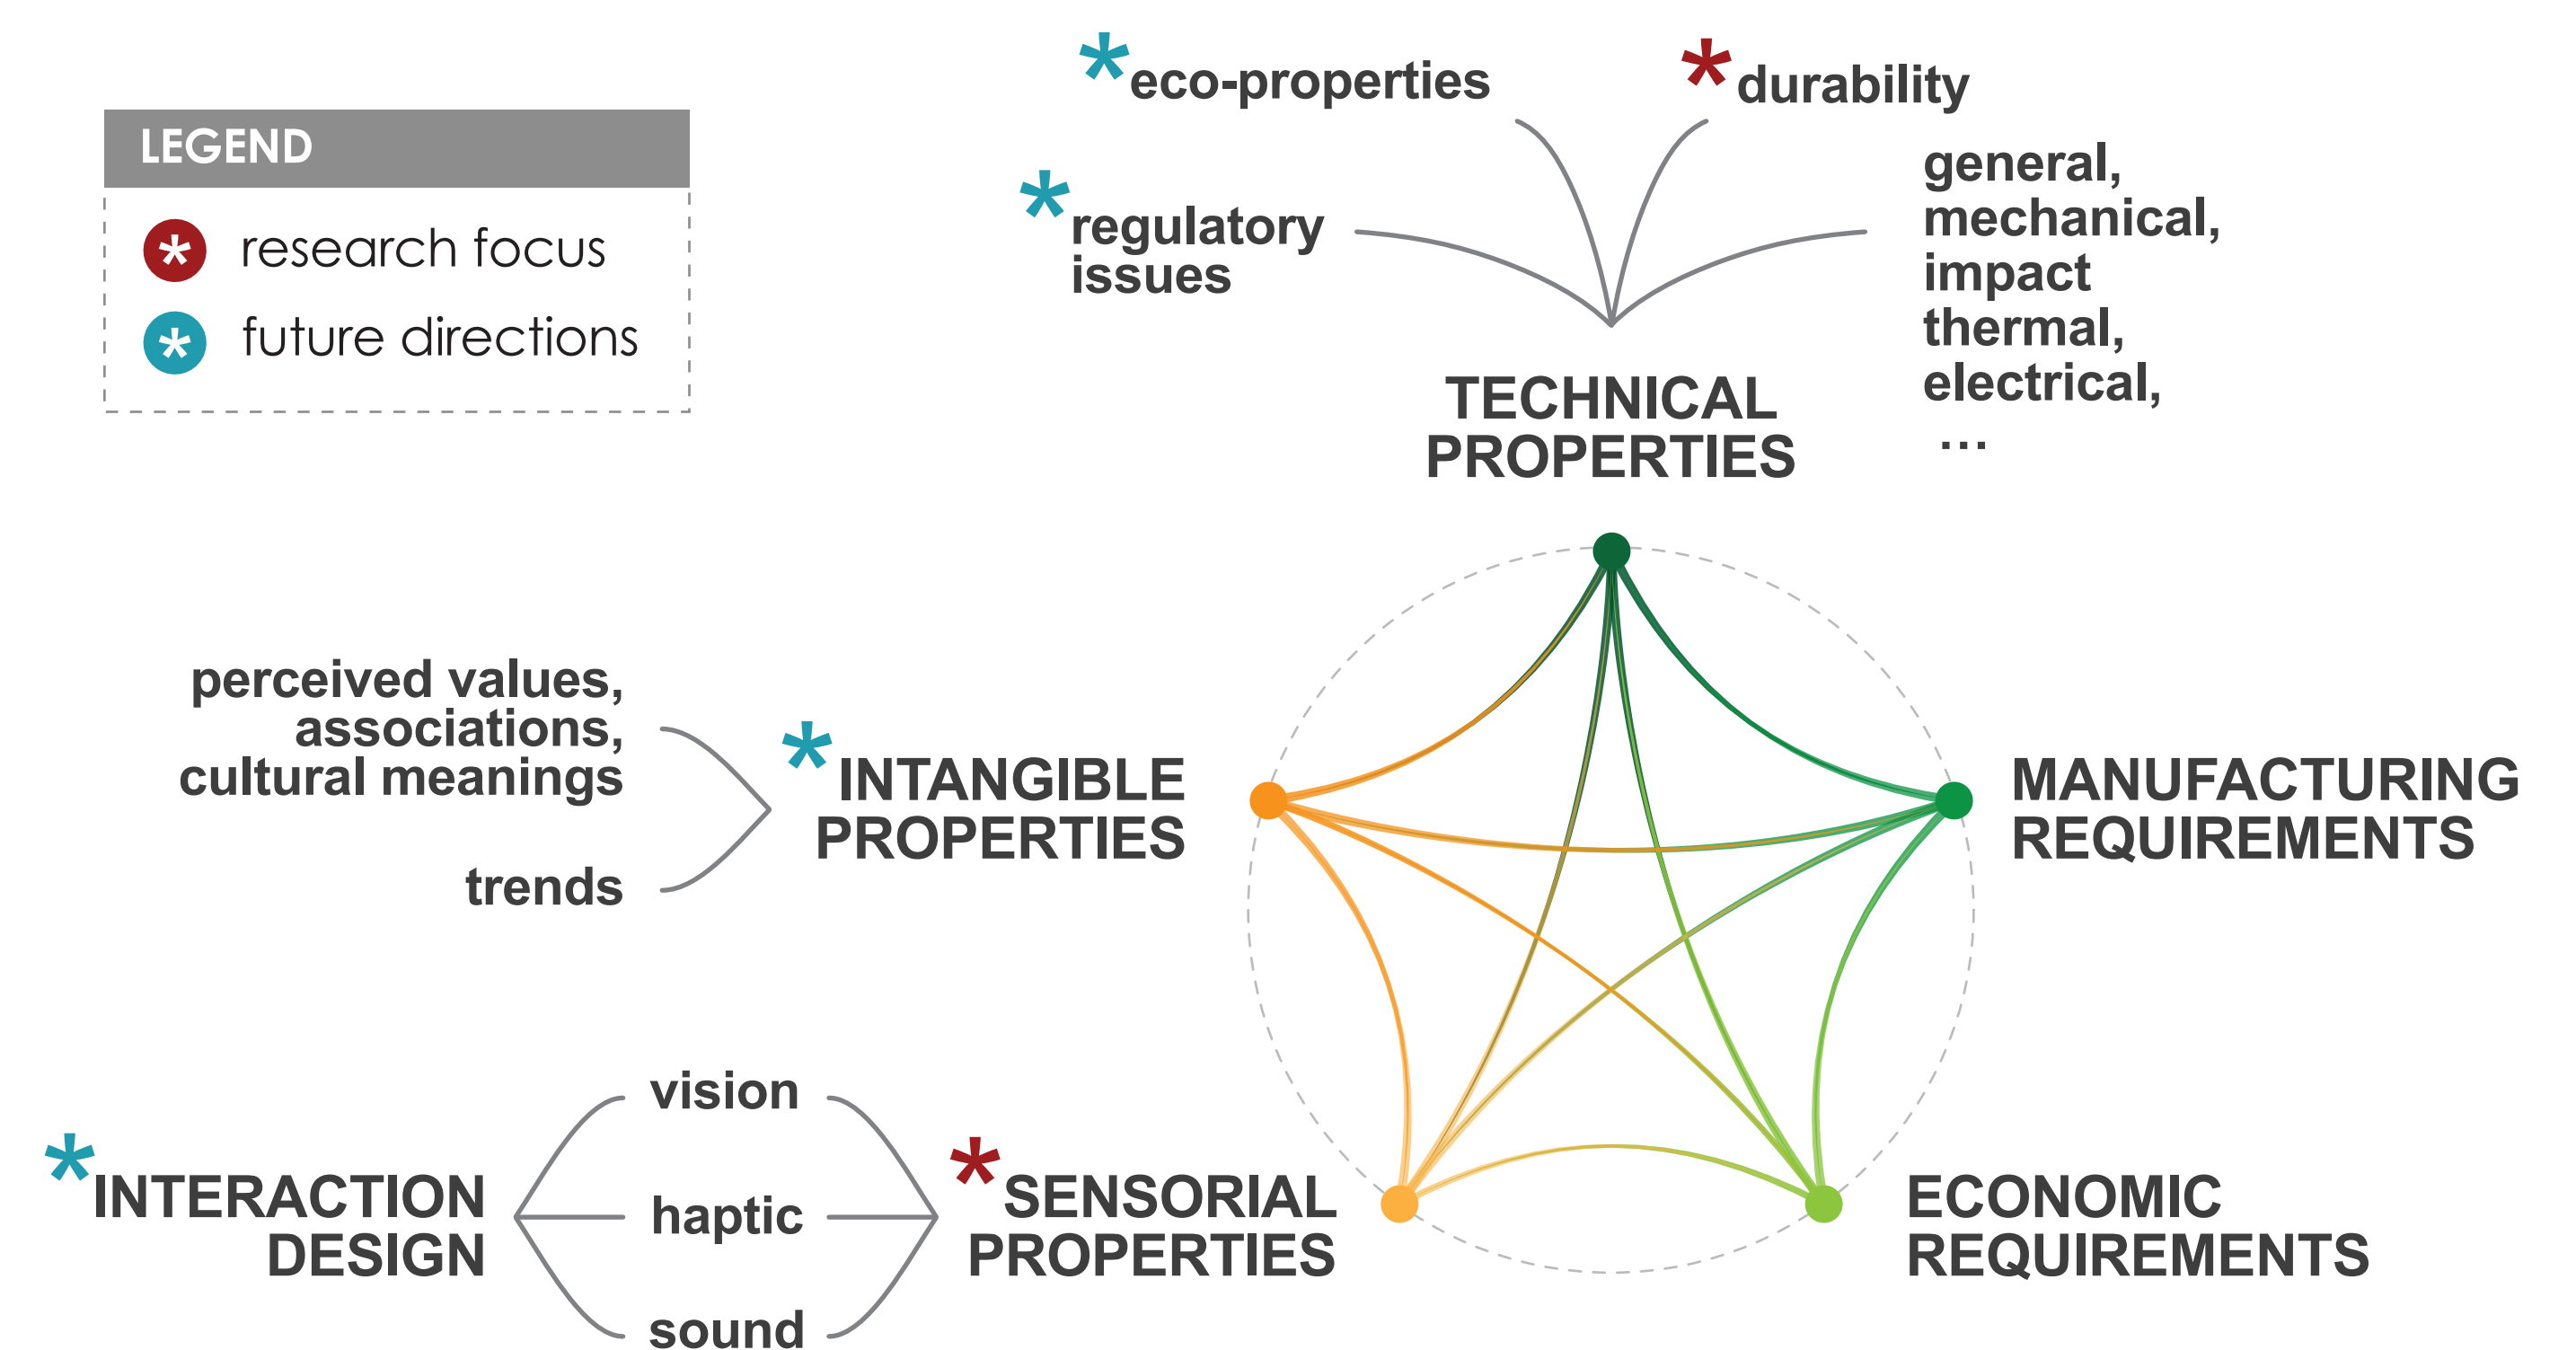 LEGEND
* research focus
* future directions
*eco-properties
*durability
*regulatory
issues
general,
mechanical,
impact
thermal,
electrical,
...
TECHNICAL
PROPERTIES
perceived values,
associations,
cultural meanings
trends
*INTANGIBLE
PROPERTIES
MANUFACTURING
REQUIREMENTS
*INTERACTION
DESIGN
vision
haptic
sound
*SENSORIAL
PROPERTIES
ECONOMIC
REQUIREMENTS